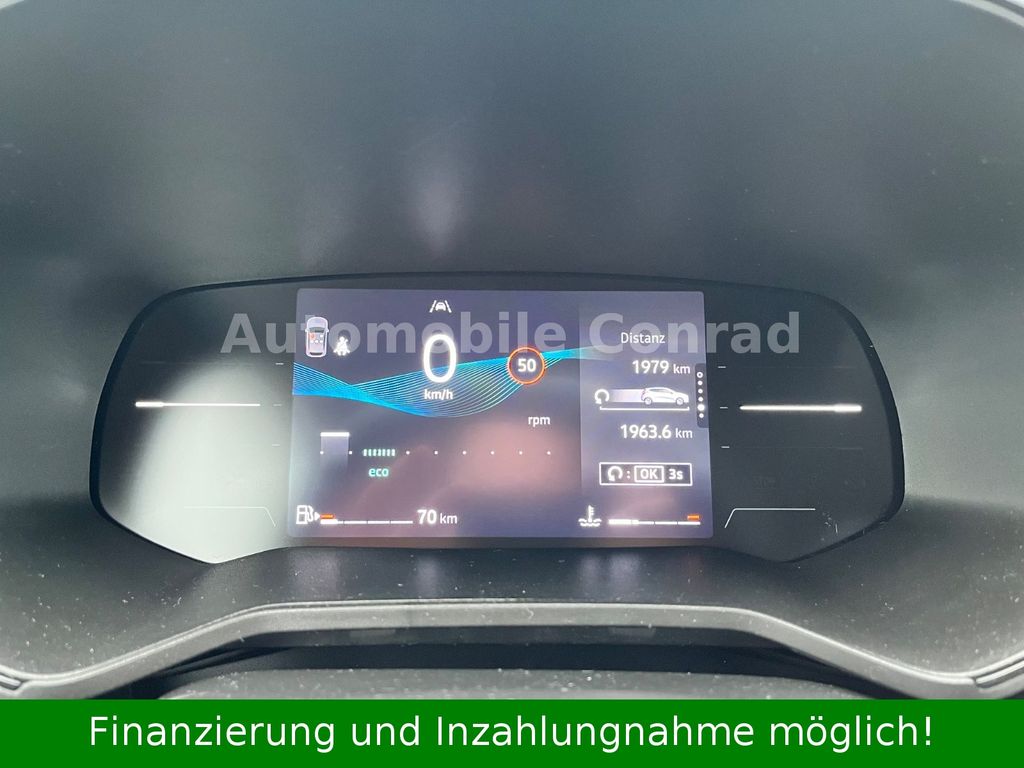 Automobile Conrad
Distanz
0
50
1979 km
km/h
rpm
1963.6 km
eco
: OK 3s
70 km
Finanzierung und Inzahlungnahme möglich!